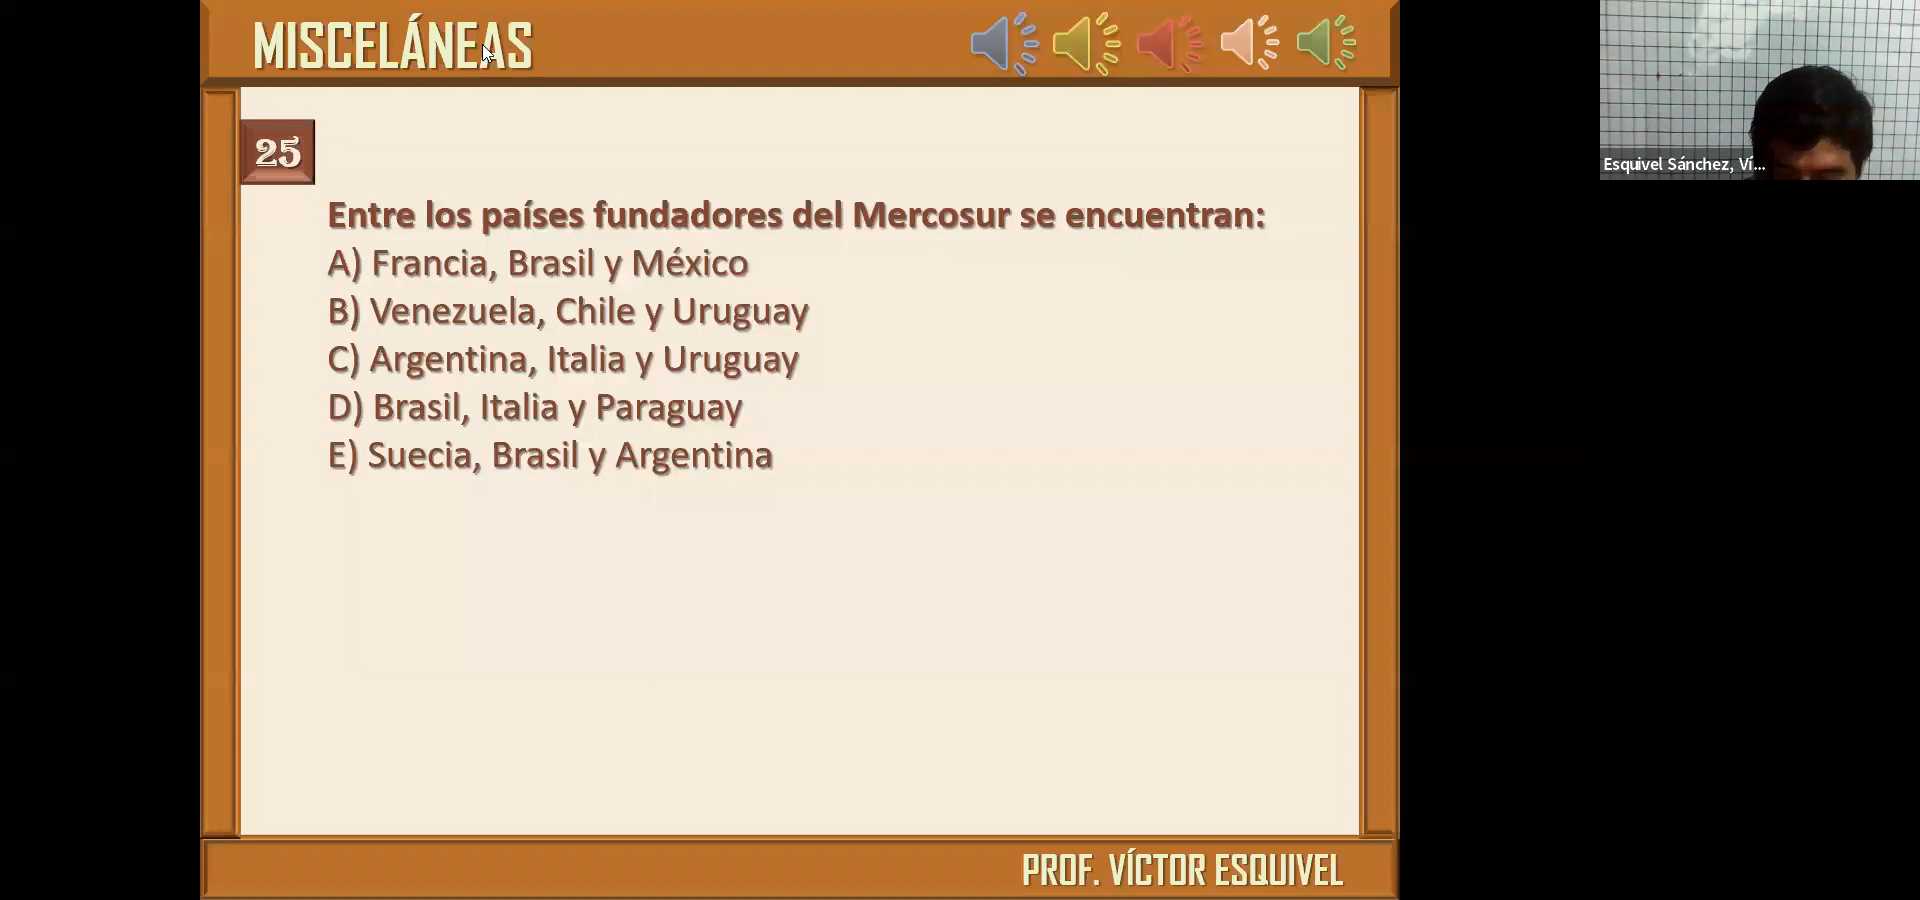 MISCELÁNEAS
25
Entre los países fundadores del Mercosur se encuentran:
A) Francia, Brasil y México
B) Venezuela, Chile y Uruguay
C) Argentina, Italia y Uruguay
D) Brasil, Italia y Paraguay
E) Suecia, Brasil y Argentina
PROF. VÍCTOR ESQUIVEL
Esquivel Sánchez, Ví...